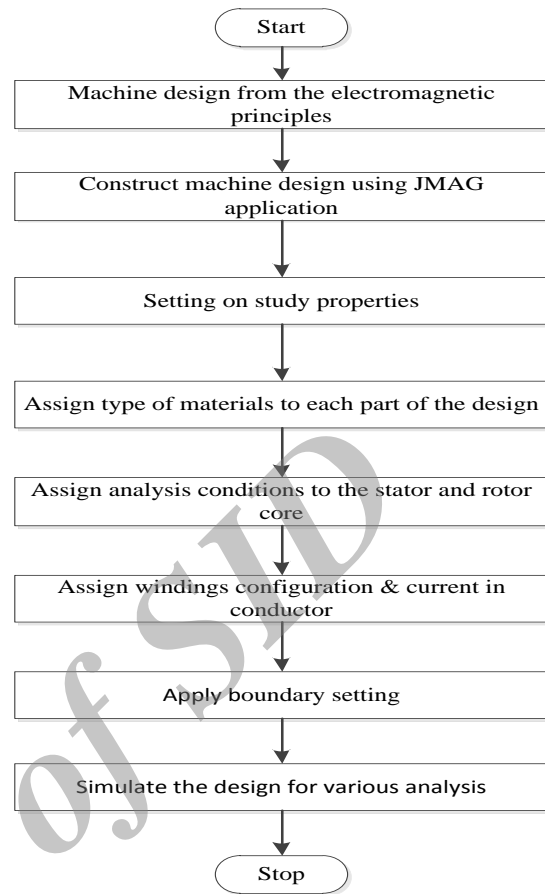 Start
Machine design from the electromagnetic
principles
Construct machine design using JMAG
application
Setting on study properties
Assign type of materials to each part of the design
Assign analysis conditions to the stator and rotor
core
Assign windings configuration & current in
conductor
Apply boundary setting
Simulate the design for various analysis
Stop
of SID